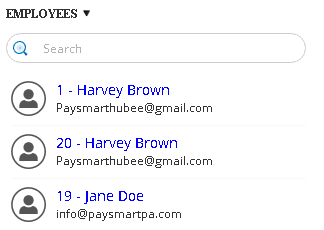 EMPLOYEES ▼
Search
1 - Harvey Brown
Paysmarthubee@gmail.com
20 - Harvey Brown
Paysmarthubee@gmail.com
19 - Jane Doe
info@paysmartpa.com